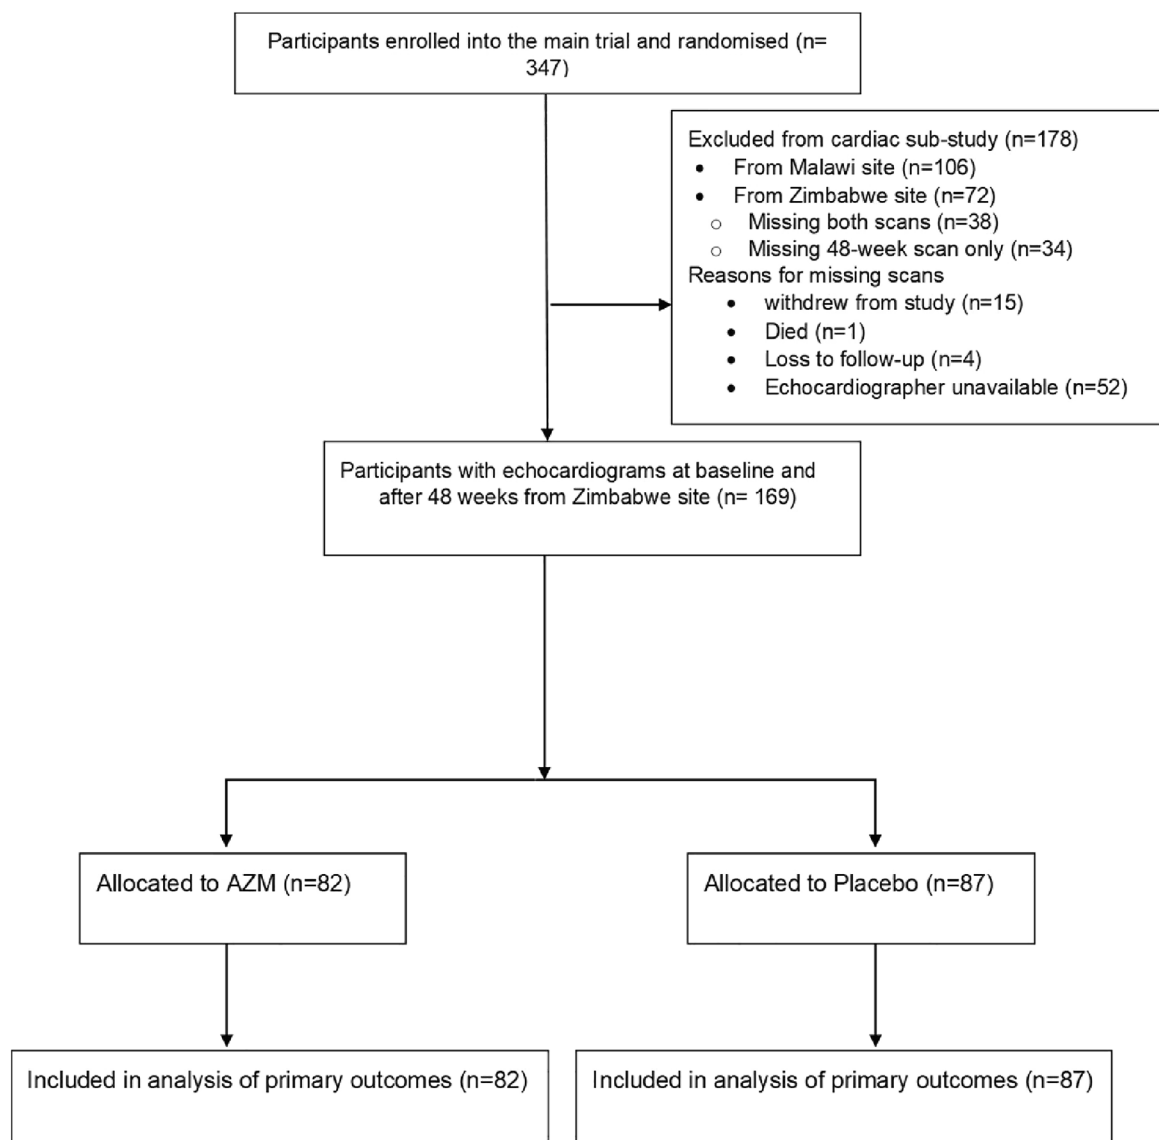 Participants enrolled into the main trial and randomised (n=
347)
Excluded from cardiac sub-study (n=178)
• From Malawi site (n=106)
• From Zimbabwe site (n=72)
o Missing both scans (n=38)
o Missing 48-week scan only (n=34)
Reasons for missing scans
• withdrew from study (n=15)
• Died (n=1)
• Loss to follow-up (n=4)
• Echocardiographer unavailable (n=52)
Participants with echocardiograms at baseline and
after 48 weeks from Zimbabwe site (n= 169)
Allocated to AZM (n=82)
Allocated to Placebo (n=87)
Included in analysis of primary outcomes (n=82)
Included in analysis of primary outcomes (n=87)